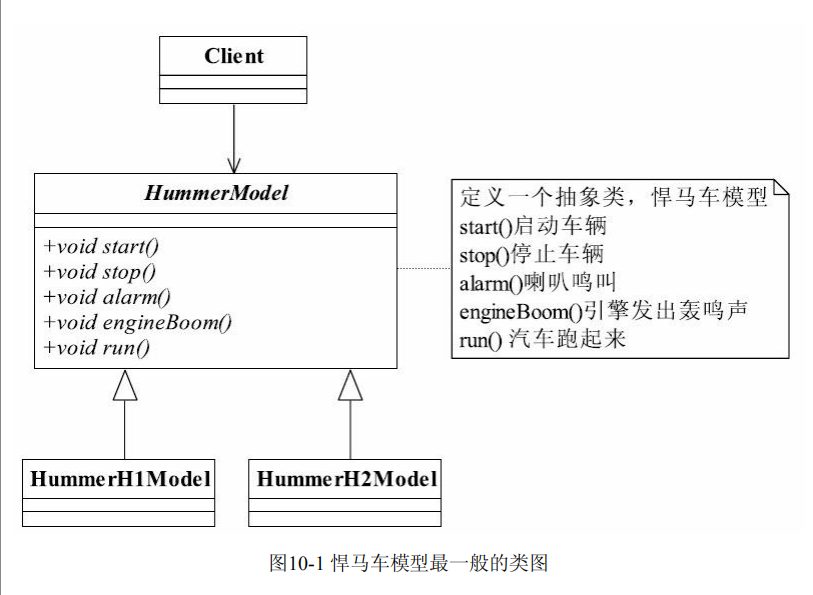 Client
HummerModel
+void start()
+void stop()
+void alarm()
+void engineBoom()
+void run()
定义一个抽象类，悍马车模型
start()启动车辆
stop()停止车辆
alarm()喇叭鸣叫
engineBoom()引擎发出轰鸣声
run() 汽车跑起来
HummerH1Model
HummerH2Model
图10-1 悍马车模型最一般的类图